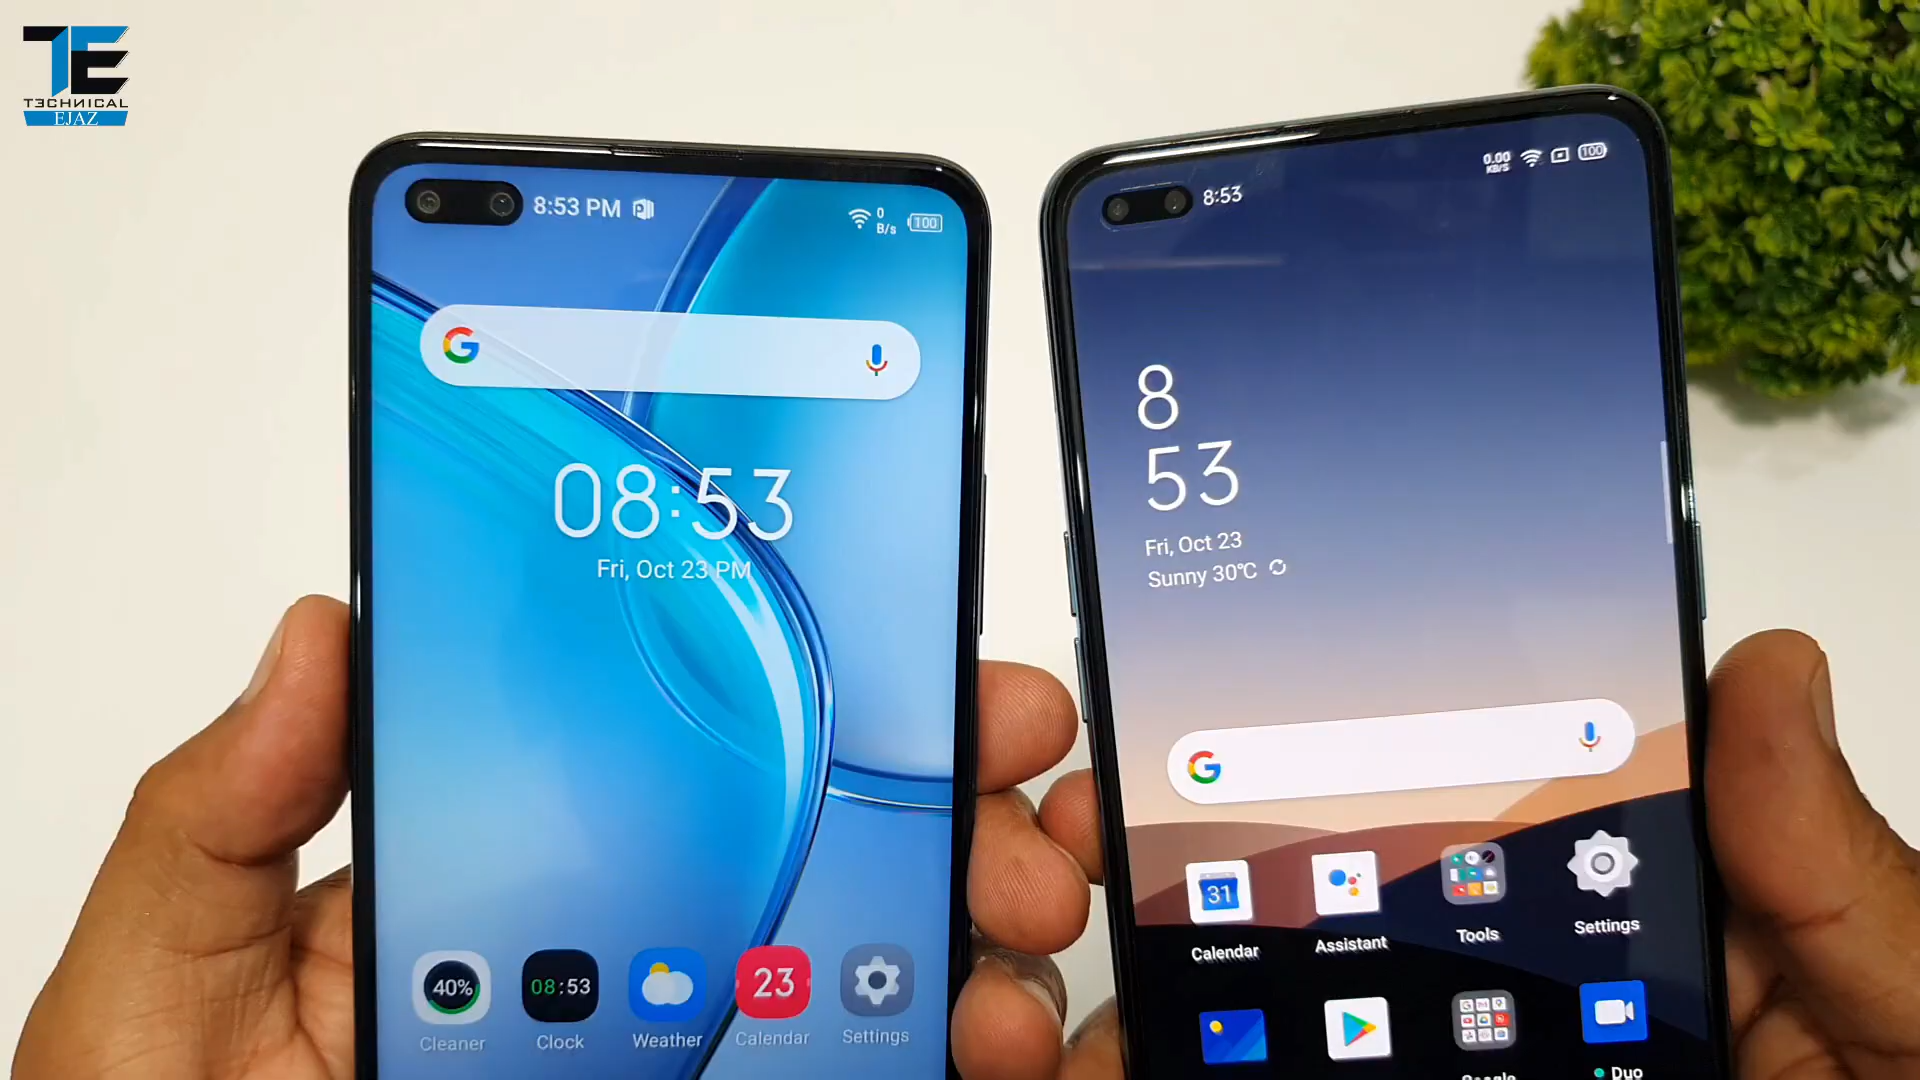 TECHNICAL
EJAZ
8:53 PM
0
B/s
100
08:53
Fri, Oct 23 PM
40%
08:53
23
Cleaner
Clock
Weather
Calendar
Settings
8:53
0.00
KB/S
100
8
53
Fri, Oct 23
Sunny 30℃
31
Calendar
Assistant
Tools
Settings
Google
Duo